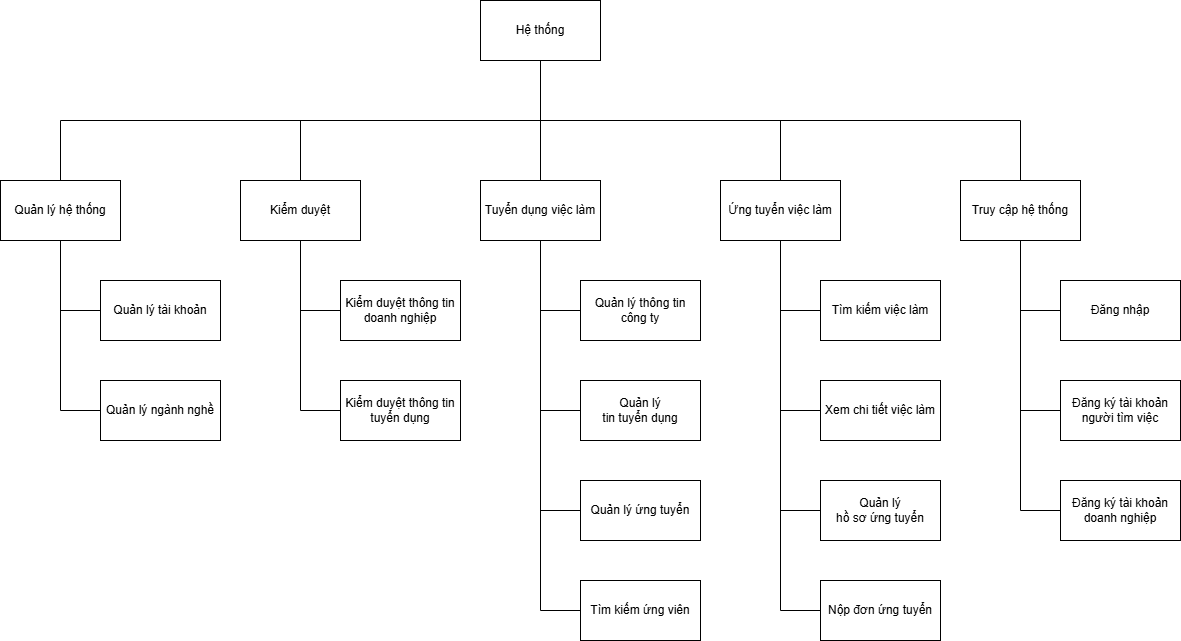 Hệ thống
Quản lý hệ thống
Kiểm duyệt
Tuyển dụng việc làm
Ứng tuyển việc làm
Truy cập hệ thống
Quản lý tài khoản
Kiểm duyệt thông tin
doanh nghiệp
Quản lý thông tin
công ty
Tìm kiếm việc làm
Đăng nhập
Quản lý ngành nghề
Kiểm duyệt thông tin
tuyển dụng
Quản lý
tin tuyển dụng
Xem chi tiết việc làm
Đăng ký tài khoản
người tìm việc
Quản lý ứng tuyển
Quản lý
hồ sơ ứng tuyển
Đăng ký tài khoản
doanh nghiệp
Tìm kiếm ứng viên
Nộp đơn ứng tuyển